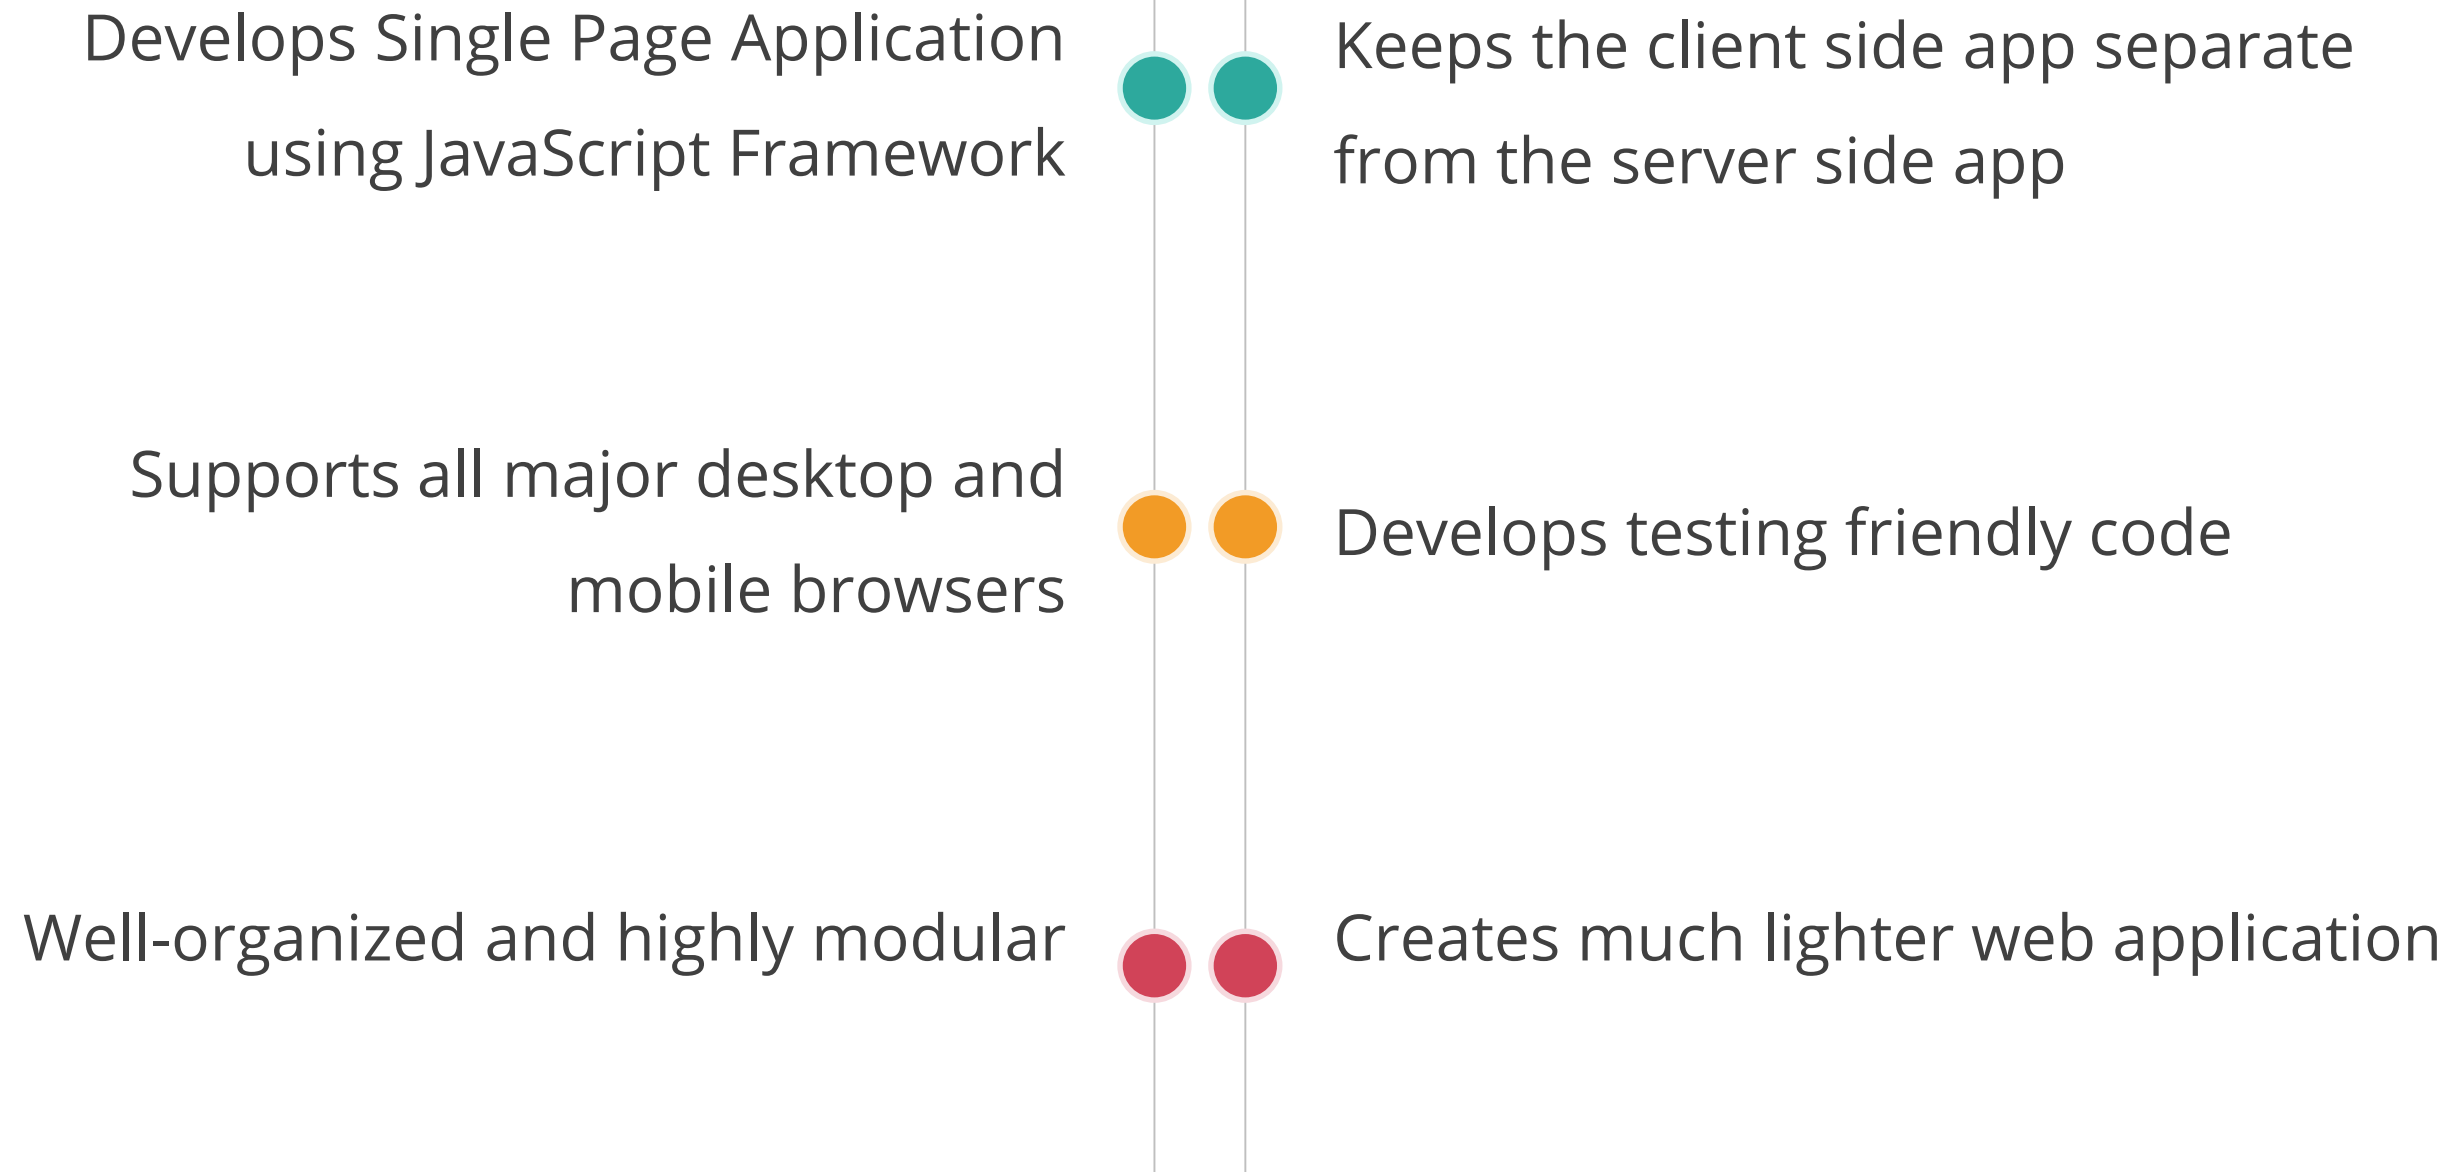 Develops Single Page Application
using JavaScript Framework
Keeps the client side app separate
from the server side app
Supports all major desktop and
mobile browsers
Develops testing friendly code
Well-organized and highly modular
Creates much lighter web application